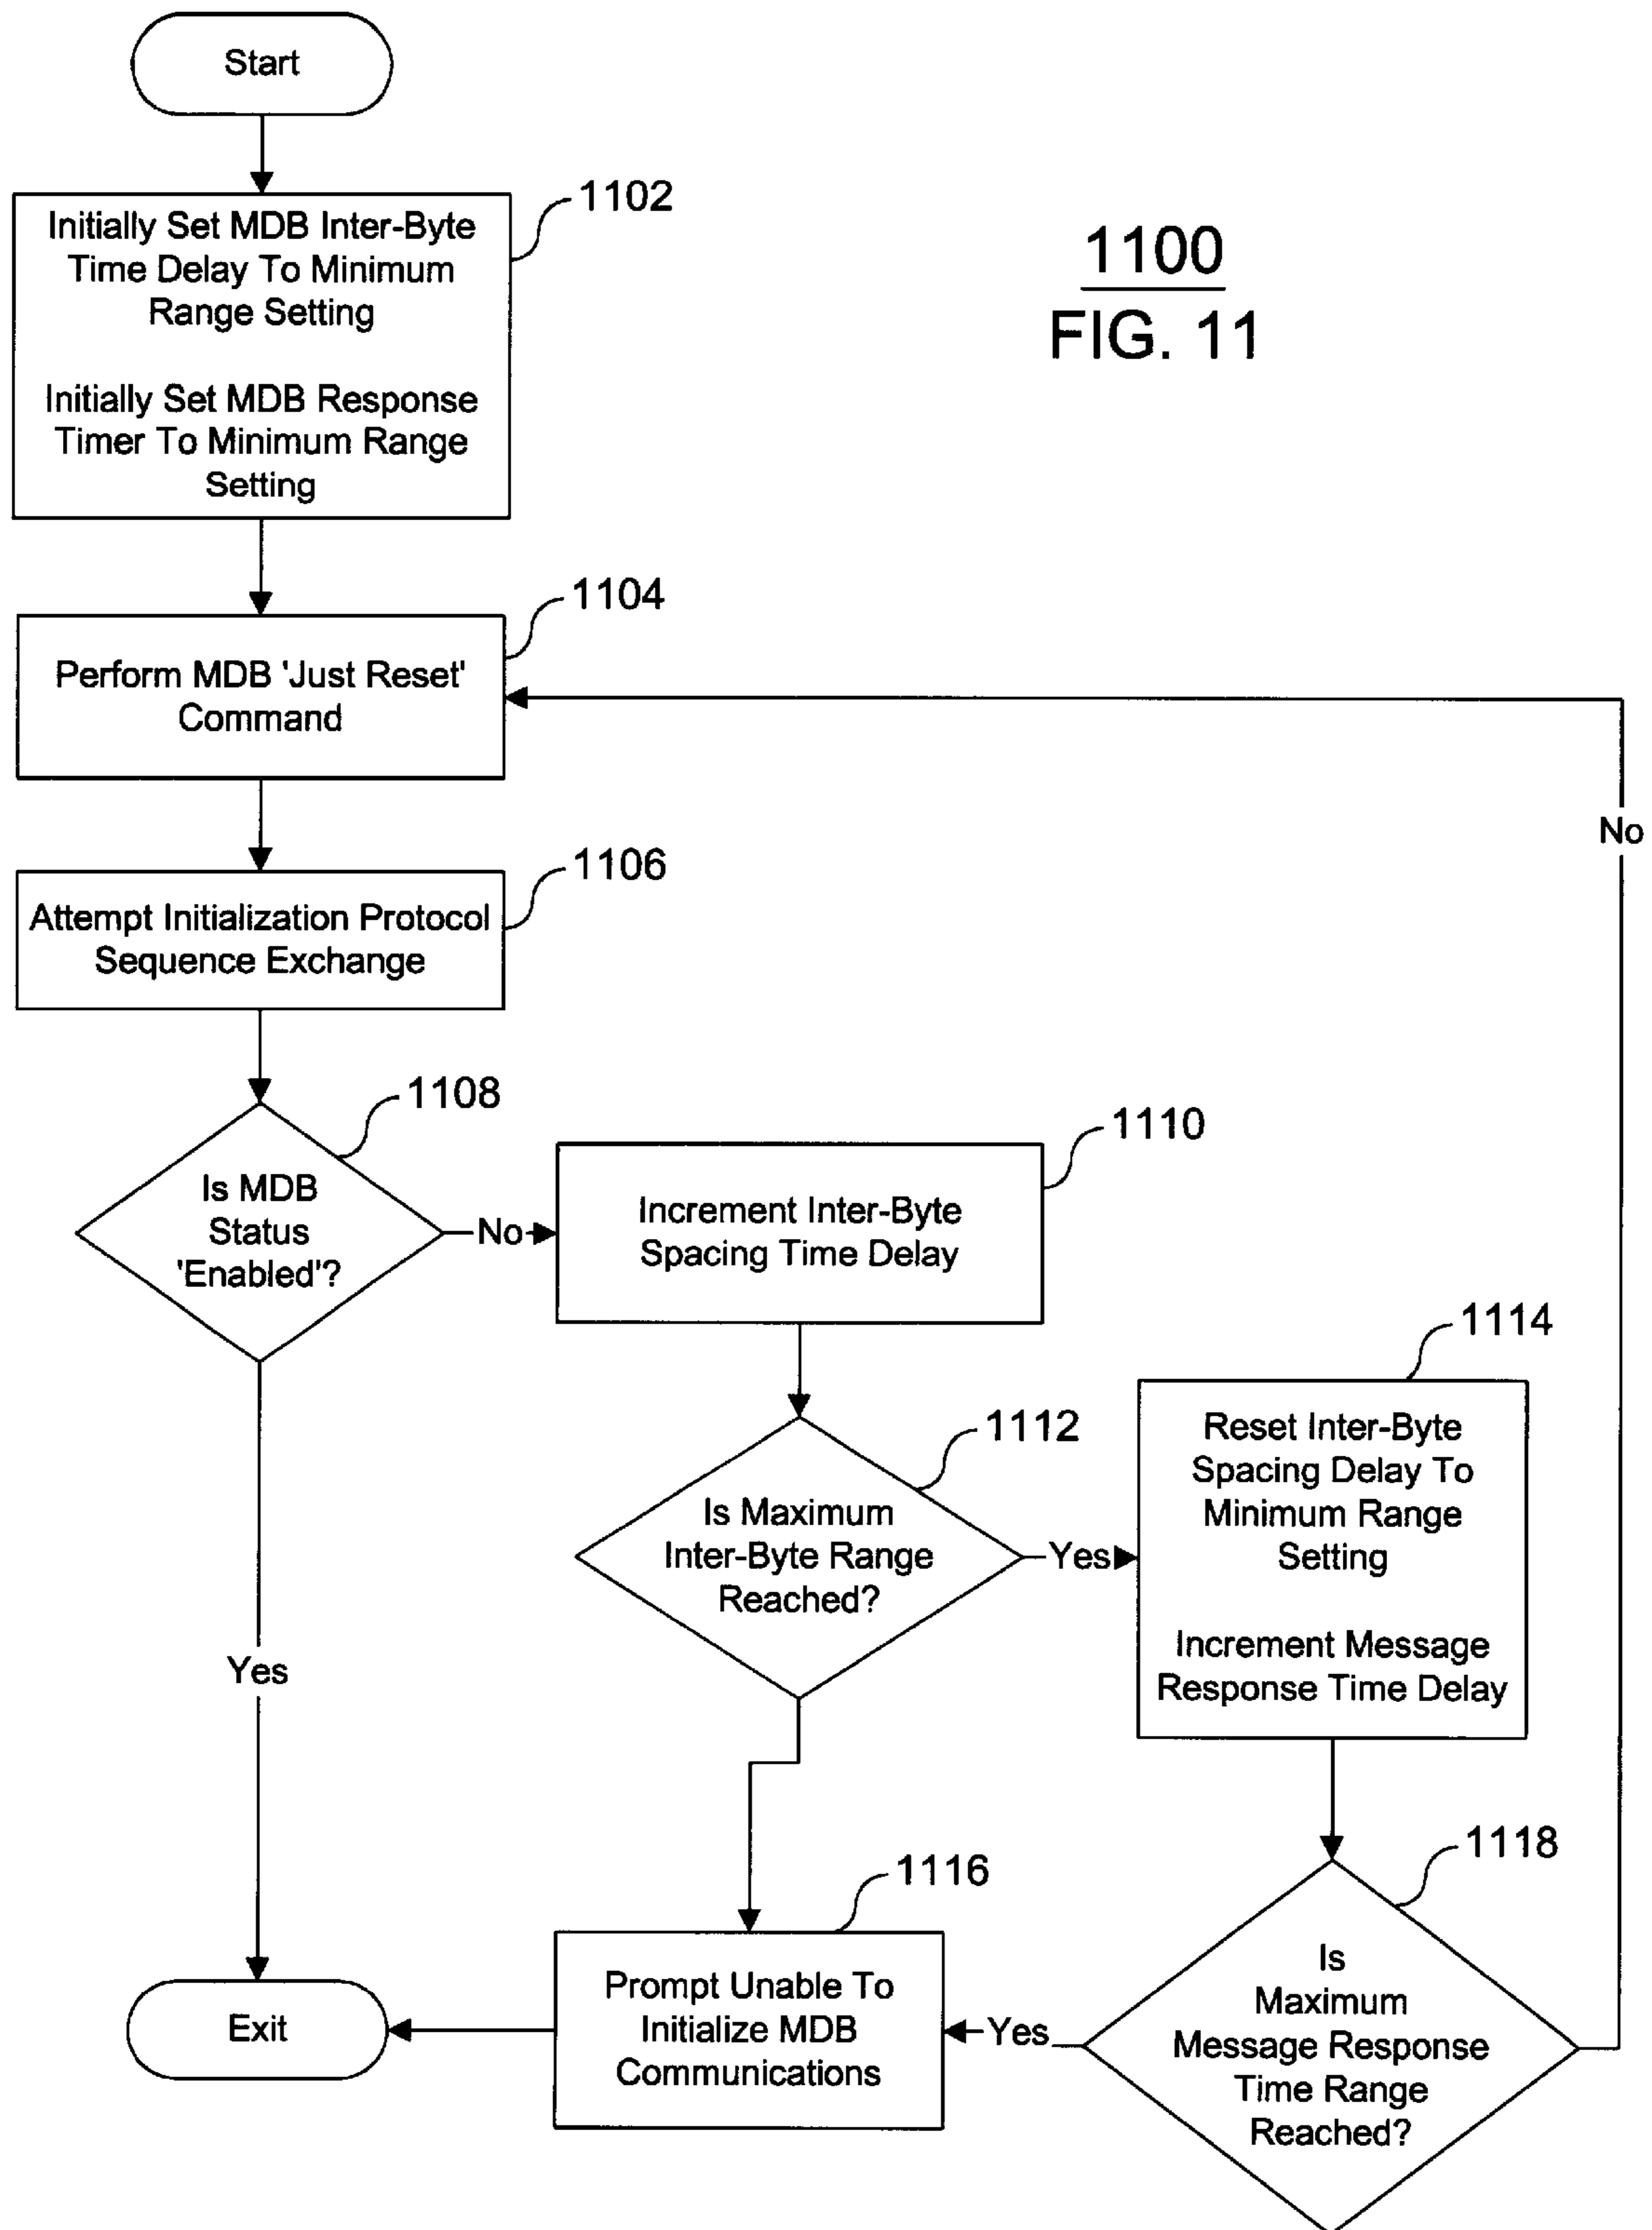 Start
1102
Initially Set MDB Inter-Byte
Time Delay To Minimum
Range Setting
Initially Set MDB Response
Timer To Minimum Range
Setting
1100
FIG. 11
1104
Perform MDB 'Just Reset'
Command
No
1106
Attempt Initialization Protocol
Sequence Exchange
1108
Is MDB
Status
'Enabled'?
No
1110
Increment Inter-Byte
Spacing Time Delay
1112
Is Maximum
Inter-Byte Range
Reached?
Yes
1114
Reset Inter-Byte
Spacing Delay To
Minimum Range
Setting
Increment Message
Response Time Delay
Yes
1116
Prompt Unable To
Initialize MDB
Communications
1118
Is
Maximum
Message Response
Time Range
Reached?
Yes
Exit